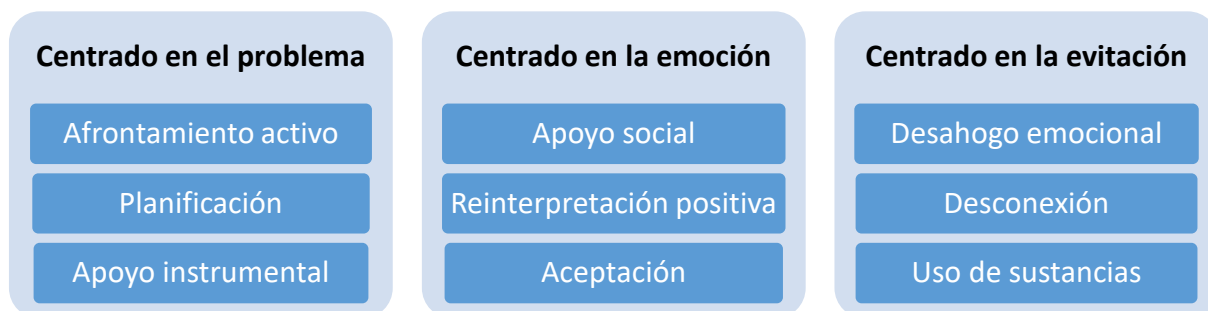 Centrado en el problema
Afrontamiento activo
Planificación
Apoyo instrumental
Centrado en la emoción
Apoyo social
Reinterpretación positiva
Aceptación
Centrado en la evitación
Desahogo emocional
Desconexión
Uso de sustancias